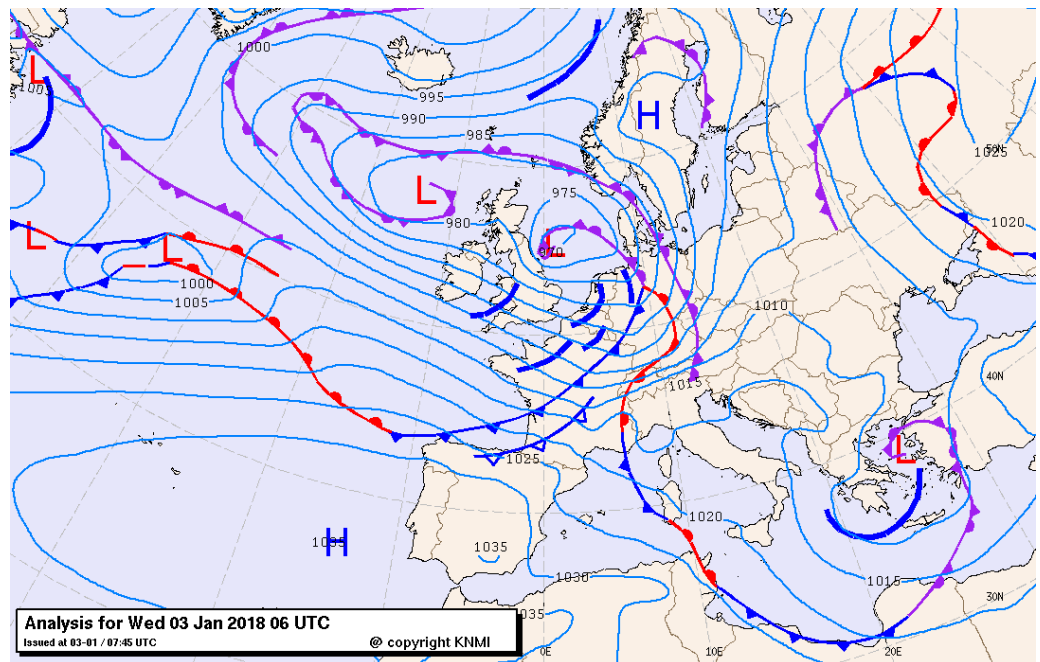 1000
L
1005
995
990
985
H
50N
1025
975
L
980
1020
L
L
L
970
1000
1005
1010
40N
1015
L
1025
1020
H
1035
1035
1030
1015
30N
1035
0E
10E
20E
Analysis for Wed 03 Jan 2018 06 UTC
Issued at 03-01 / 07:45 UTC
@ copyright KNMI